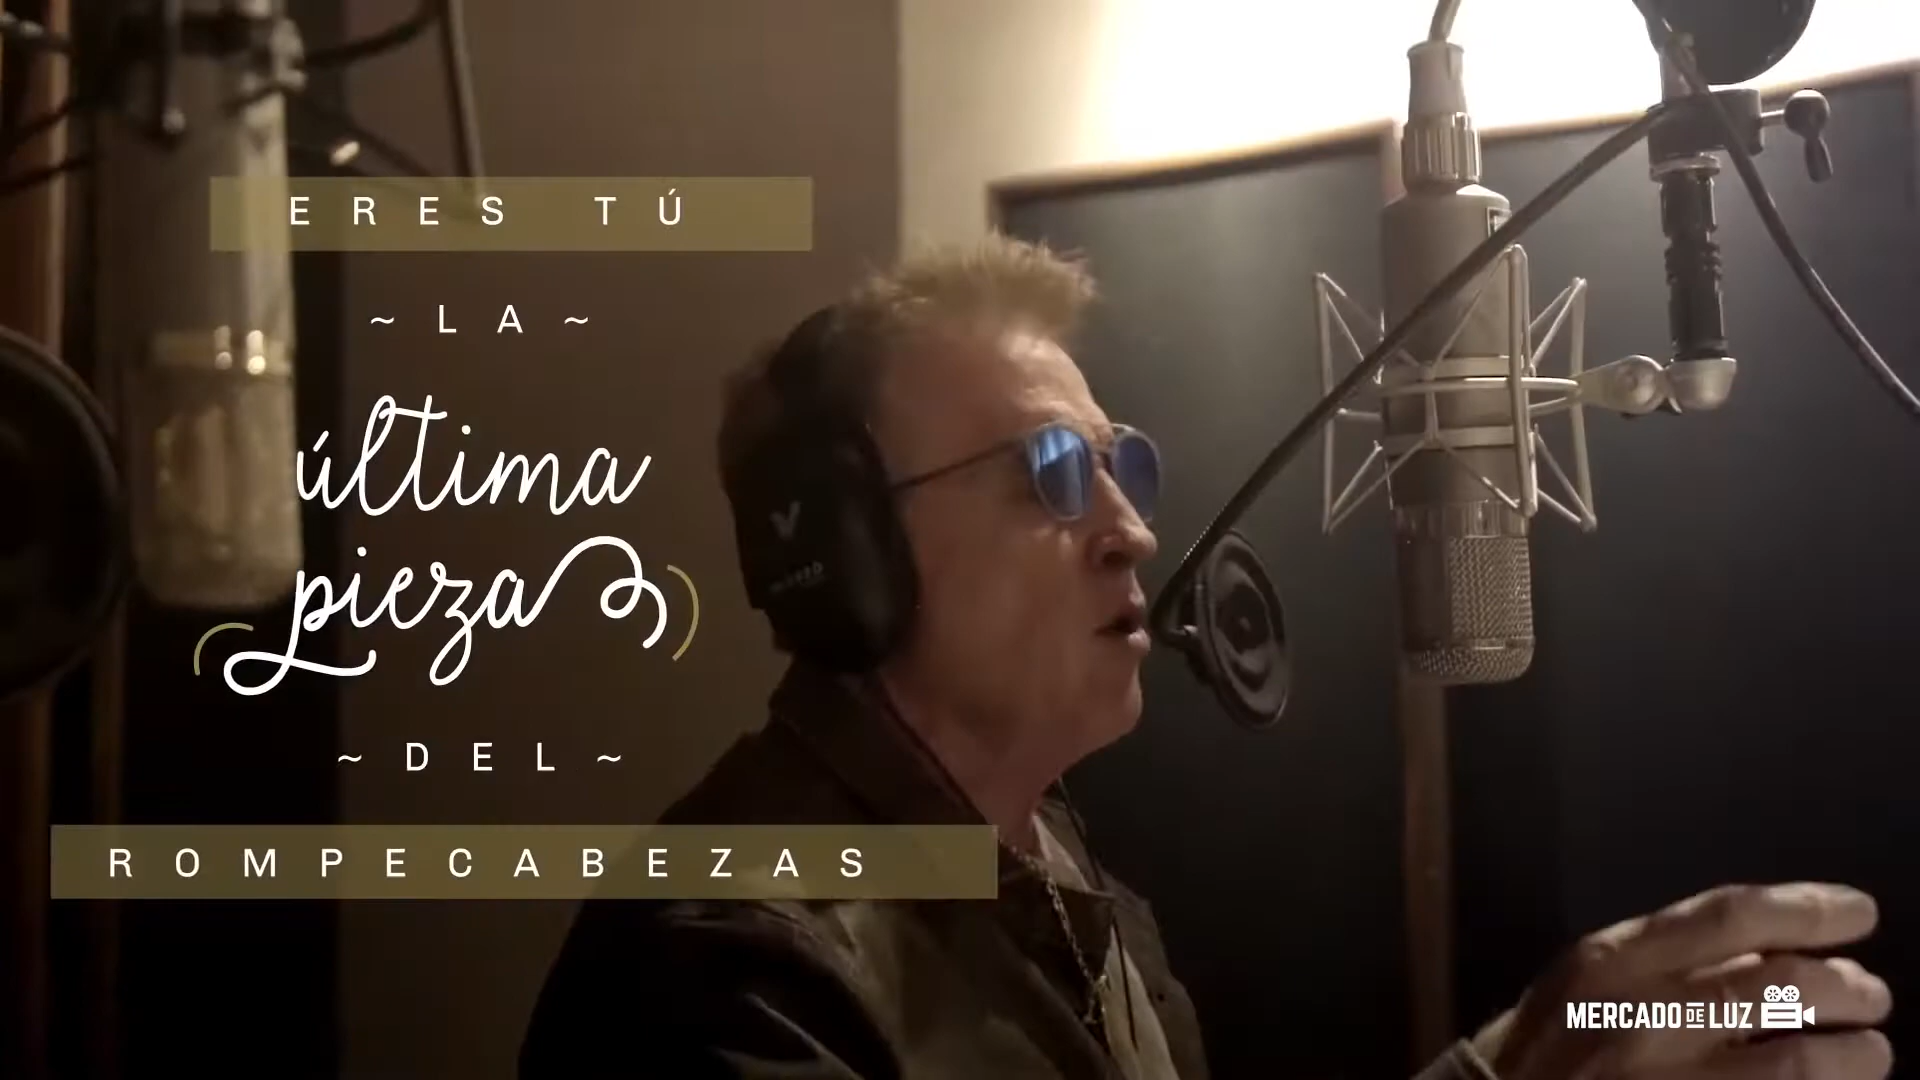 ERES TÚ
~ LA ~
última
pieza
~ DEL ~
ROMPECABEZAS
MERCADO DE LUZ